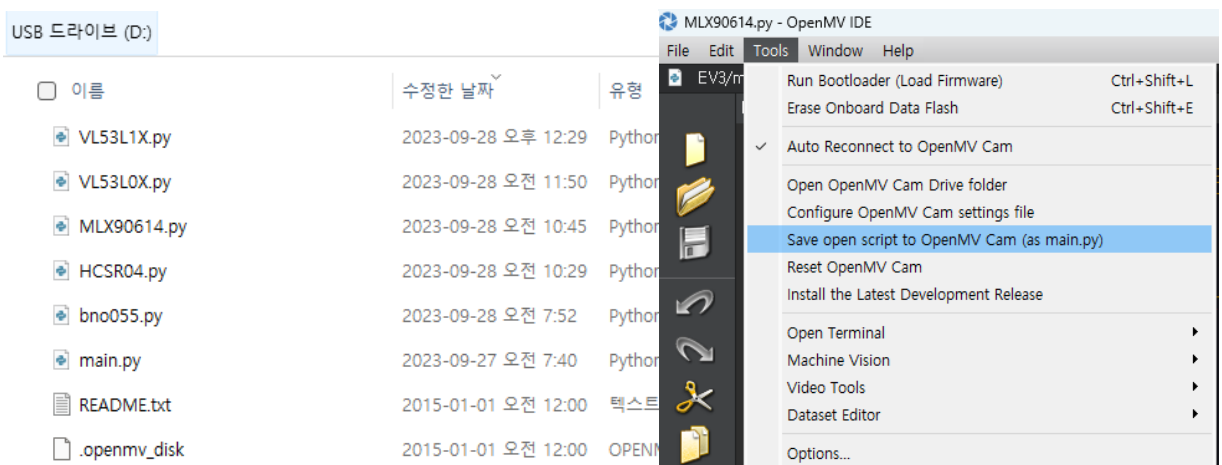 USB 드라이브 (D:)
이름 수정한 날짜 유형
VL53L1X.py 2023-09-28 오후 12:29 Python
VL53L0X.py 2023-09-28 오전 11:50 Python
MLX90614.py 2023-09-28 오전 10:45 Python
HCSR04.py 2023-09-28 오전 10:29 Python
bno055.py 2023-09-28 오전 7:52 Python
main.py 2023-09-27 오전 7:40 Python
README.txt 2015-01-01 오전 12:00 텍스트
.openmv_disk 2015-01-01 오전 12:00 OPENM
MLX90614.py - OpenMV IDE
File Edit Tools Window Help
EV3/m
Run Bootloader (Load Firmware) Ctrl+Shift+L
Erase Onboard Data Flash Ctrl+Shift+E
Auto Reconnect to OpenMV Cam
Open OpenMV Cam Drive folder
Configure OpenMV Cam settings file
Save open script to OpenMV Cam (as main.py)
Reset OpenMV Cam
Install the Latest Development Release
Open Terminal
Machine Vision
Video Tools
Dataset Editor
Options...